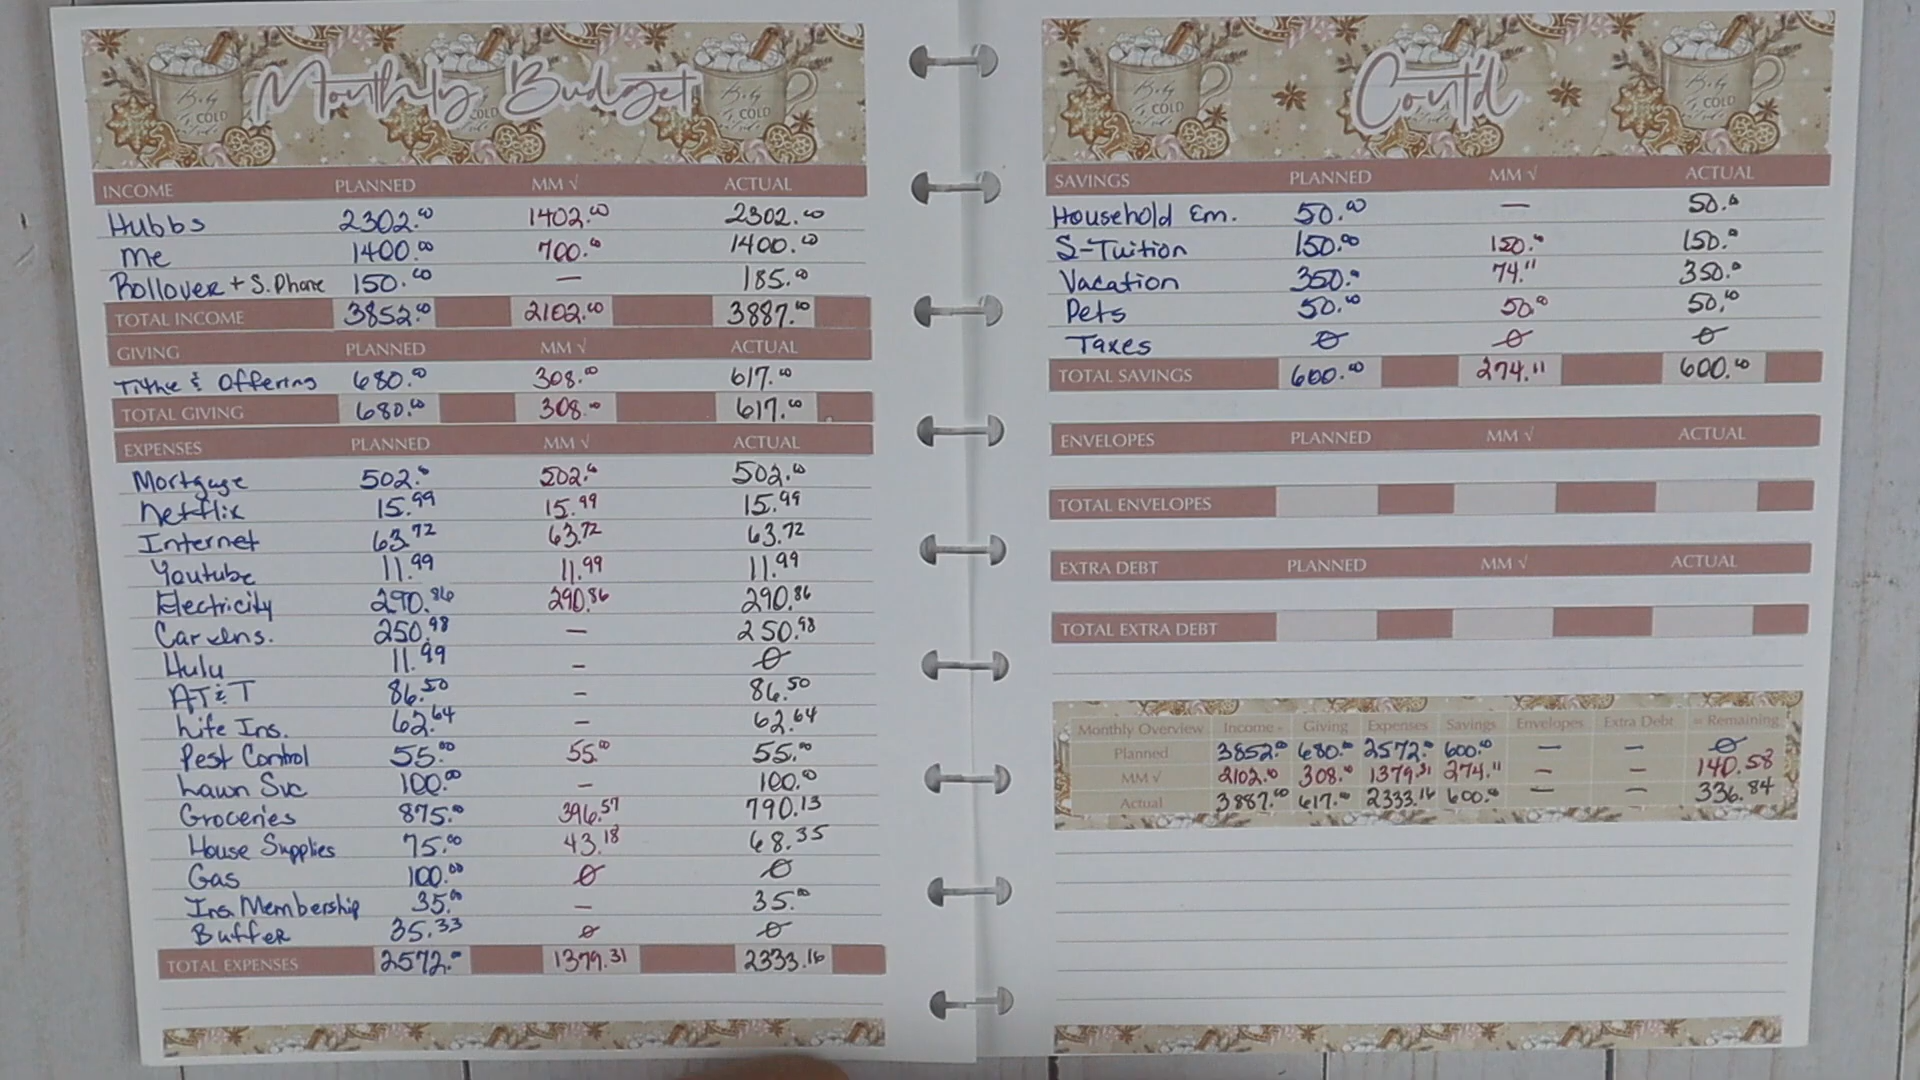 Monthly Budget
INCOME PLANNED MM √ ACTUAL
Hubbs 2302.00 1402.00 2302.00
Me 1400.00 700.00 1400.00
Rollover + S. Phone 150.00 — 185.00
TOTAL INCOME 3852.00 2102.00 3887.00
GIVING PLANNED MM √ ACTUAL
Tithe & Offering 680.00 308.00 617.00
TOTAL GIVING 680.00 308.00 617.00
EXPENSES PLANNED MM √ ACTUAL
Mortgage 502.00 502.00 502.00
Netflix 15.99 15.99 15.99
Internet 63.72 63.72 63.72
Youtube 11.99 11.99 11.99
Electricity 290.86 290.86 290.86
Car Ins. 250.98 — 250.98
Hulu 11.99 - 0
AT&T 86.50 - 86.50
Life Ins. 62.64 - 62.64
Pest Control 55.00 55.00 55.00
Lawn Svc 100.00 - 100.00
Groceries 875.00 396.57 790.13
House Supplies 75.00 43.18 68.35
Gas 100.00 0 0
Ins. Membership 35.00 - 35.00
Buffer 35.33 0 0
TOTAL EXPENSES 2572.00 1379.31 2333.16
Cont'd
SAVINGS PLANNED MM √ ACTUAL
Household Em. 50.00 — 50.00
S-Tuition 150.00 150.00 150.00
Vacation 350.00 74.11 350.00
Pets 50.00 50.00 50.00
Taxes 0 0 0
TOTAL SAVINGS 600.00 274.11 600.00
ENVELOPES PLANNED MM √ ACTUAL
TOTAL ENVELOPES
EXTRA DEBT PLANNED MM √ ACTUAL
TOTAL EXTRA DEBT
Monthly Overview Income - Giving Expenses Savings Envelopes Extra Debt = Remaining
Planned 3852.00 680.00 2572.00 600.00 — — 0
MM √ 2102.00 308.00 1379.31 274.11 — — 140.58
Actual 3887.00 617.00 2333.16 600.00 — — 336.84